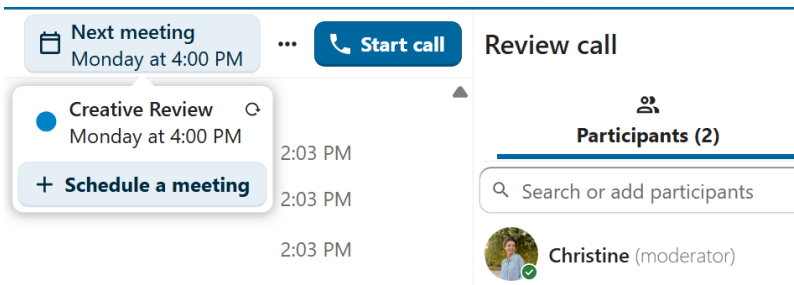 Next meeting
Monday at 4:00 PM
Start call
Review call
Creative Review
Monday at 4:00 PM
Schedule a meeting
2:03 PM
2:03 PM
2:03 PM
Participants (2)
Search or add participants
Christine (moderator)